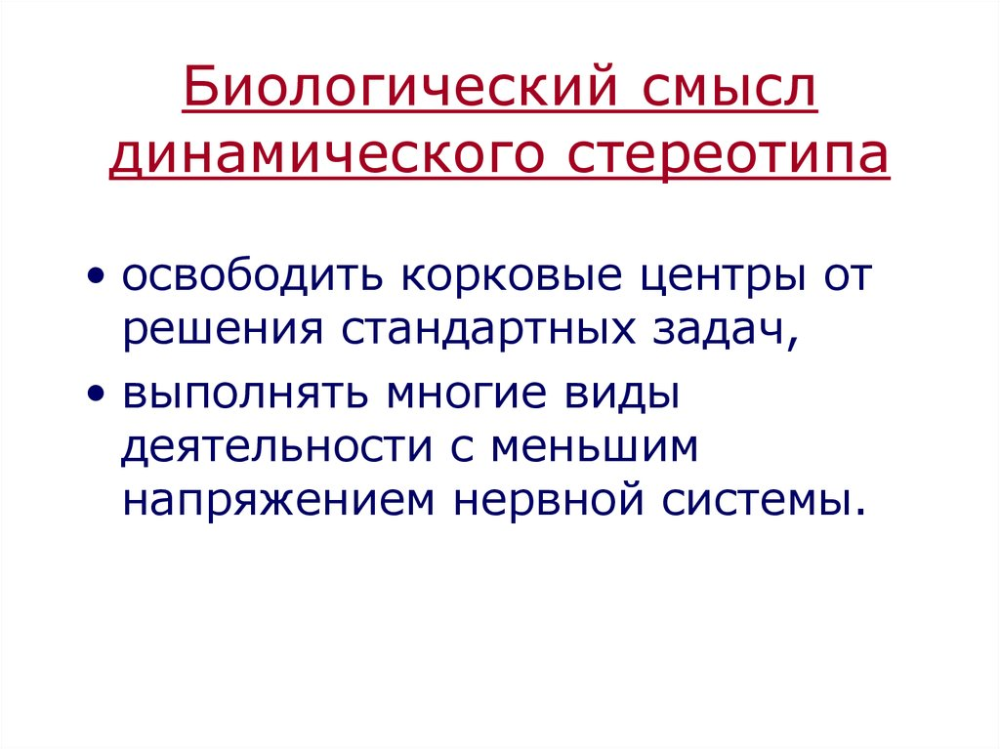 Биологический смысл
динамического стереотипа
• освободить корковые центры от
решения стандартных задач,
• выполнять многие виды
деятельности с меньшим
напряжением нервной системы.